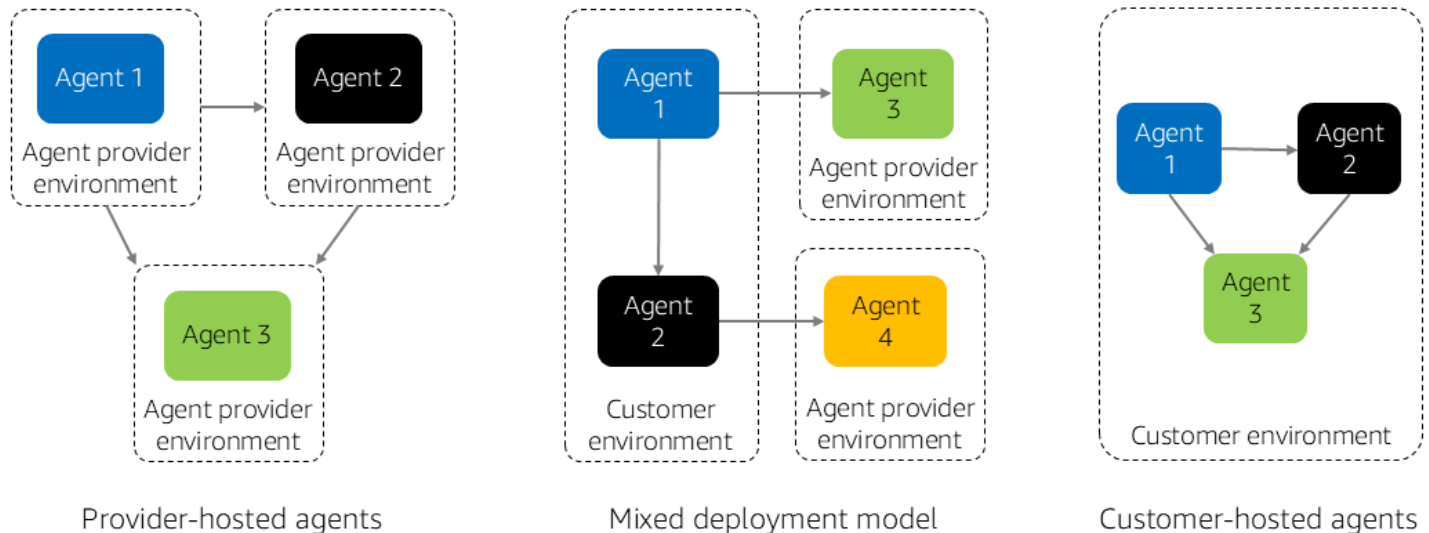 Agent 1
Agent provider
environment
Agent 2
Agent provider
environment
Agent 3
Agent provider
environment
Provider-hosted agents
Agent
1
Agent
2
Customer
environment
Agent
3
Agent provider
environment
Agent
4
Agent provider
environment
Mixed deployment model
Agent
1
Agent
2
Agent
3
Customer environment
Customer-hosted agents